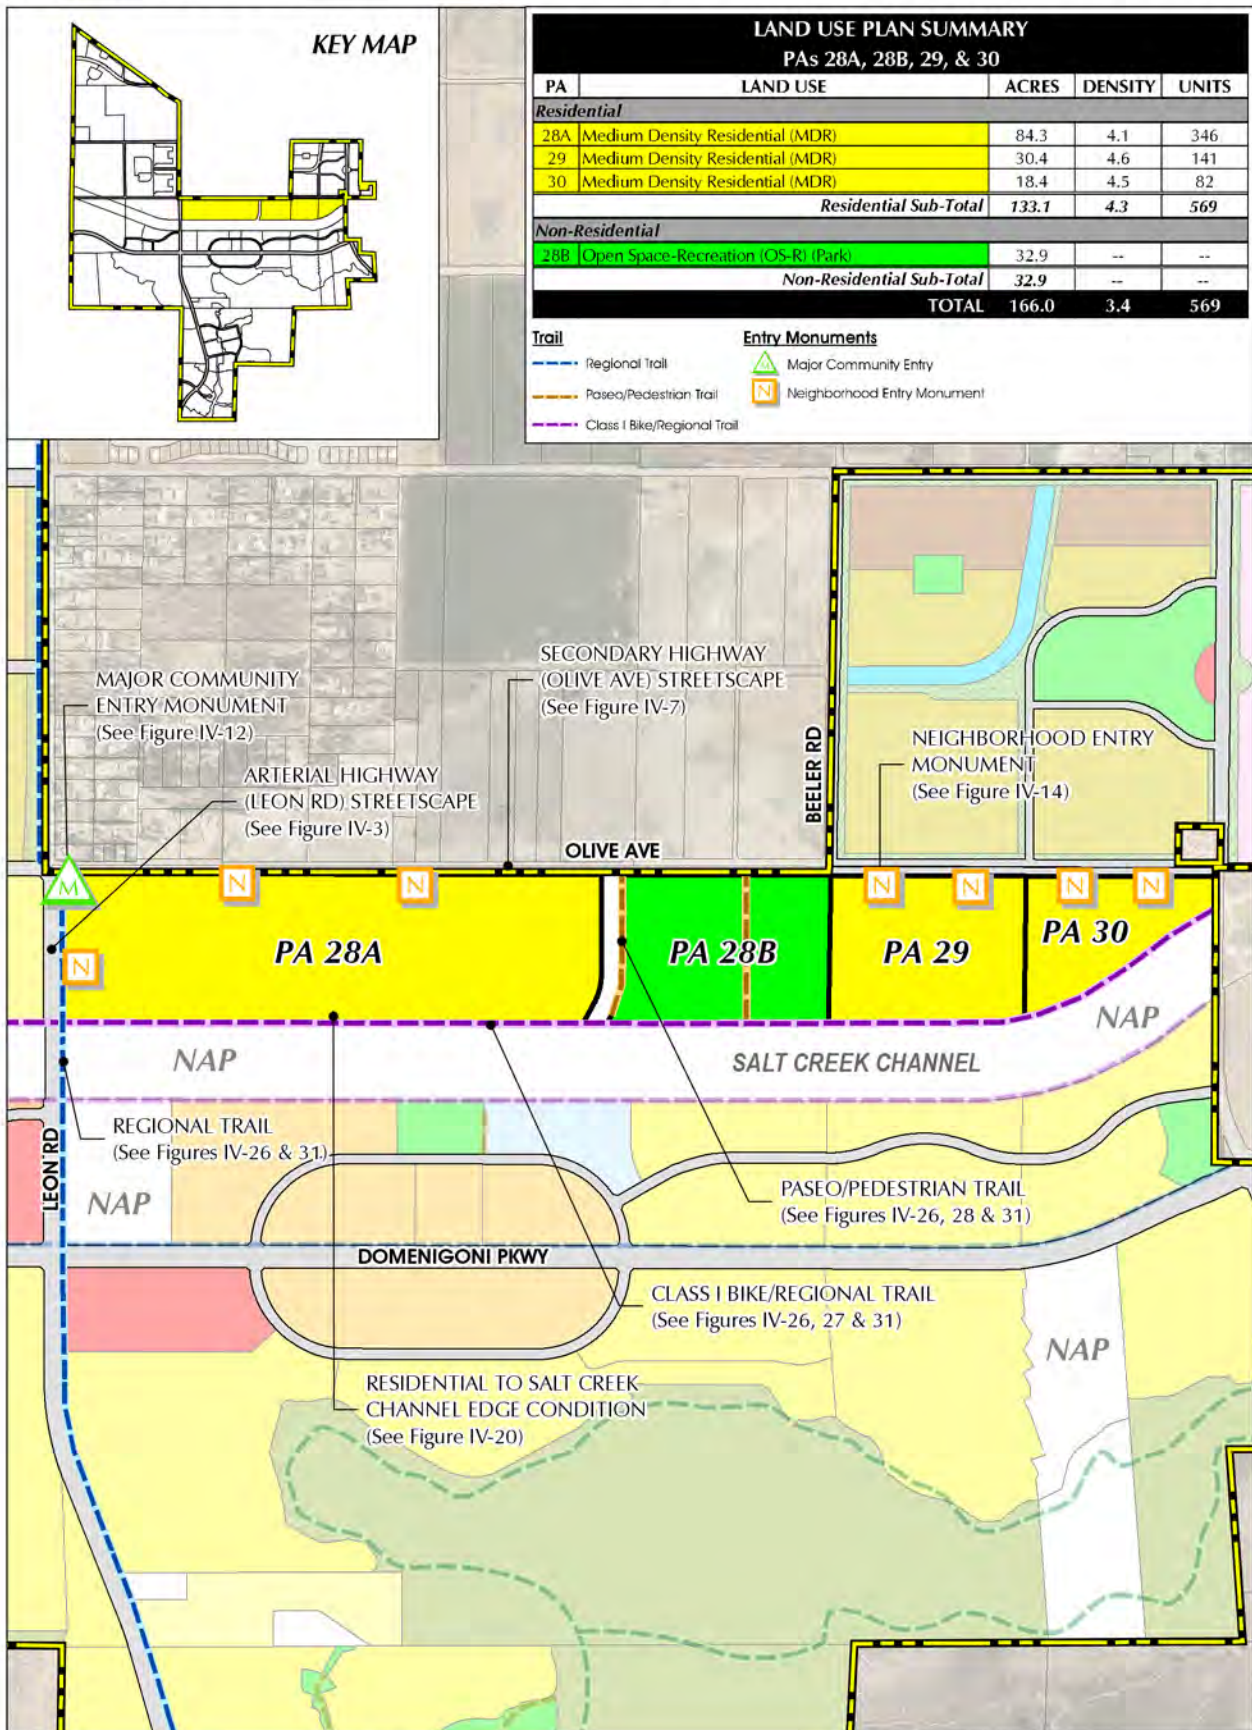 KEY MAP
LAND USE PLAN SUMMARY
PAs 28A, 28B, 29, & 30
PA LAND USE ACRES DENSITY UNITS
Residential
28A Medium Density Residential (MDR) 84.3 4.1 346
29 Medium Density Residential (MDR) 30.4 4.6 141
30 Medium Density Residential (MDR) 18.4 4.5 82
Residential Sub-Total 133.1 4.3 569
Non-Residential
28B Open Space-Recreation (OS-R) (Park) 32.9 -- --
Non-Residential Sub-Total 32.9 -- --
TOTAL 166.0 3.4 569
Trail
Regional Trail
Paseo/Pedestrian Trail
Class I Bike/Regional Trail
Entry Monuments
M Major Community Entry
N Neighborhood Entry Monument
MAJOR COMMUNITY
ENTRY MONUMENT
(See Figure IV-12)
ARTERIAL HIGHWAY
(LEON RD) STREETSCAPE
(See Figure IV-3)
SECONDARY HIGHWAY
(OLIVE AVE) STREETSCAPE
(See Figure IV-7)
BEELER RD
NEIGHBORHOOD ENTRY
MONUMENT
(See Figure IV-14)
OLIVE AVE
M
N
N
N
N
N
N
N
PA 28A
PA 28B
PA 29
PA 30
NAP
SALT CREEK CHANNEL
NAP
REGIONAL TRAIL
(See Figures IV-26 & 31)
LEON RD
NAP
PASEO/PEDESTRIAN TRAIL
(See Figures IV-26, 28 & 31)
DOMENIGONI PKWY
CLASS I BIKE/REGIONAL TRAIL
(See Figures IV-26, 27 & 31)
NAP
RESIDENTIAL TO SALT CREEK
CHANNEL EDGE CONDITION
(See Figure IV-20)